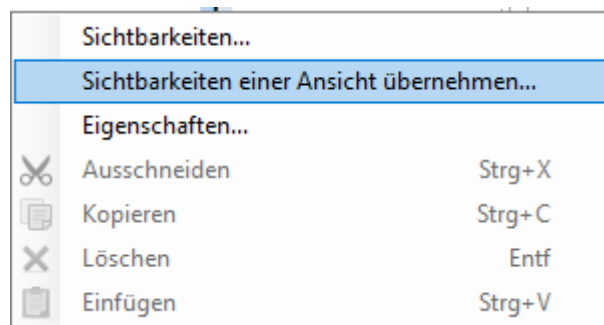 Sichtbarkeiten...
Sichtbarkeiten einer Ansicht übernehmen...
Eigenschaften...
Ausschneiden Strg+X
Kopieren Strg+C
Löschen Entf
Einfügen Strg+V